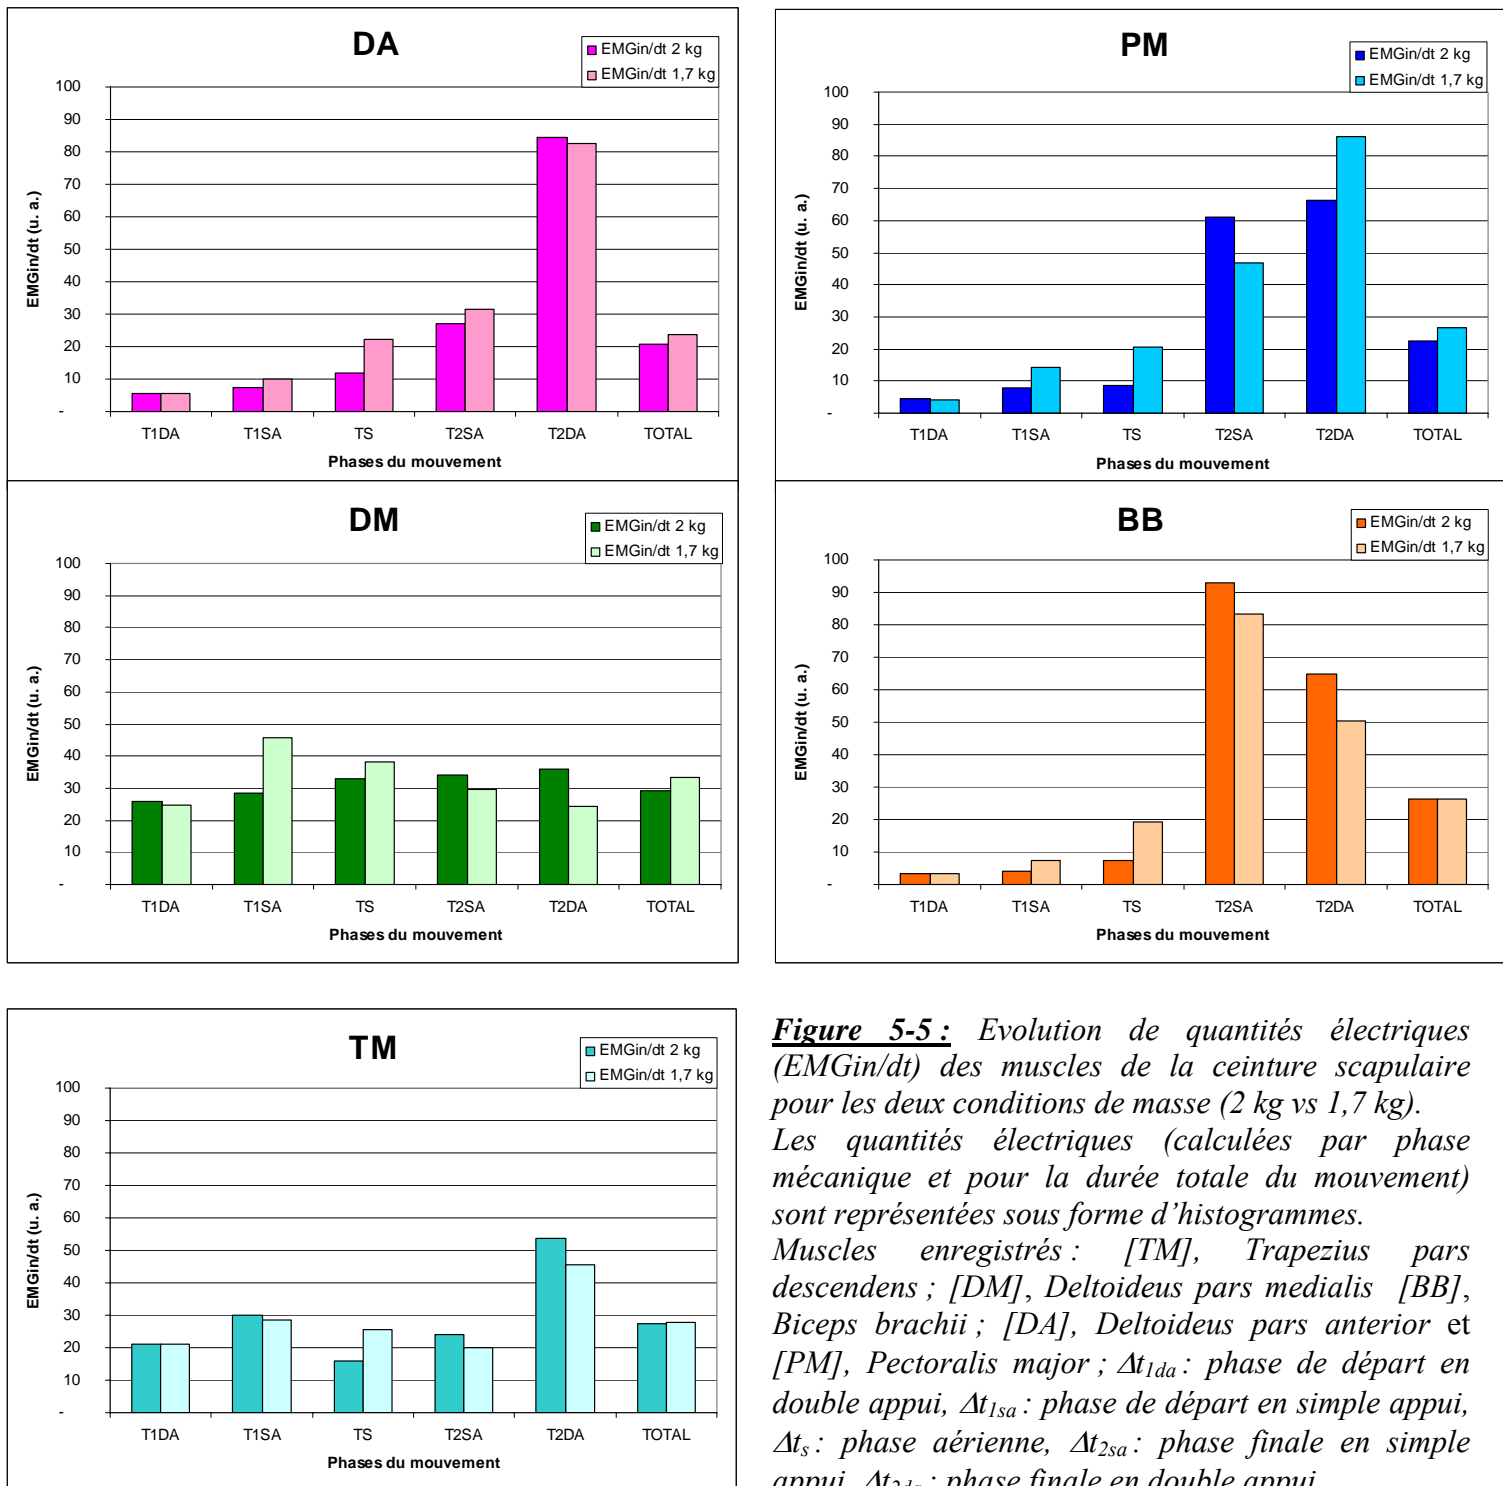 DA
EMGin/dt 2 kg
EMGin/dt 1,7 kg
100
90
80
70
60
50
40
30
20
10
-
EMGin/dt (u. a.)
T1DA T1SA TS T2SA T2DA TOTAL
Phases du mouvement
PM
EMGin/dt 2 kg
EMGin/dt 1,7 kg
100
90
80
70
60
50
40
30
20
10
-
EMGin/dt (u. a.)
T1DA T1SA TS T2SA T2DA TOTAL
Phases du mouvement
DM
EMGin/dt 2 kg
EMGin/dt 1,7 kg
100
90
80
70
60
50
40
30
20
10
-
EMGin/dt (u. a.)
T1DA T1SA TS T2SA T2DA TOTAL
Phases du mouvement
BB
EMGin/dt 2 kg
EMGin/dt 1,7 kg
100
90
80
70
60
50
40
30
20
10
-
EMGin/dt (u. a.)
T1DA T1SA TS T2SA T2DA TOTAL
Phases du mouvement
TM
EMGin/dt 2 kg
EMGin/dt 1,7 kg
100
90
80
70
60
50
40
30
20
10
-
EMGin/dt (u. a.)
T1DA T1SA TS T2SA T2DA TOTAL
Phases du mouvement
Figure 5-5 : Evolution de quantités électriques
(EMGin/dt) des muscles de la ceinture scapulaire
pour les deux conditions de masse (2 kg vs 1,7 kg).
Les quantités électriques (calculées par phase
mécanique et pour la durée totale du mouvement)
sont représentées sous forme d’histogrammes.
Muscles enregistrés : [TM], Trapezius pars
descendens ; [DM], Deltoideus pars medialis [BB],
Biceps brachii ; [DA], Deltoideus pars anterior et
[PM], Pectoralis major ; Δt1da : phase de départ en
double appui, Δt1sa : phase de départ en simple appui,
Δts : phase aérienne, Δt2sa : phase finale en simple
appui, Δt2da : phase finale en double appui